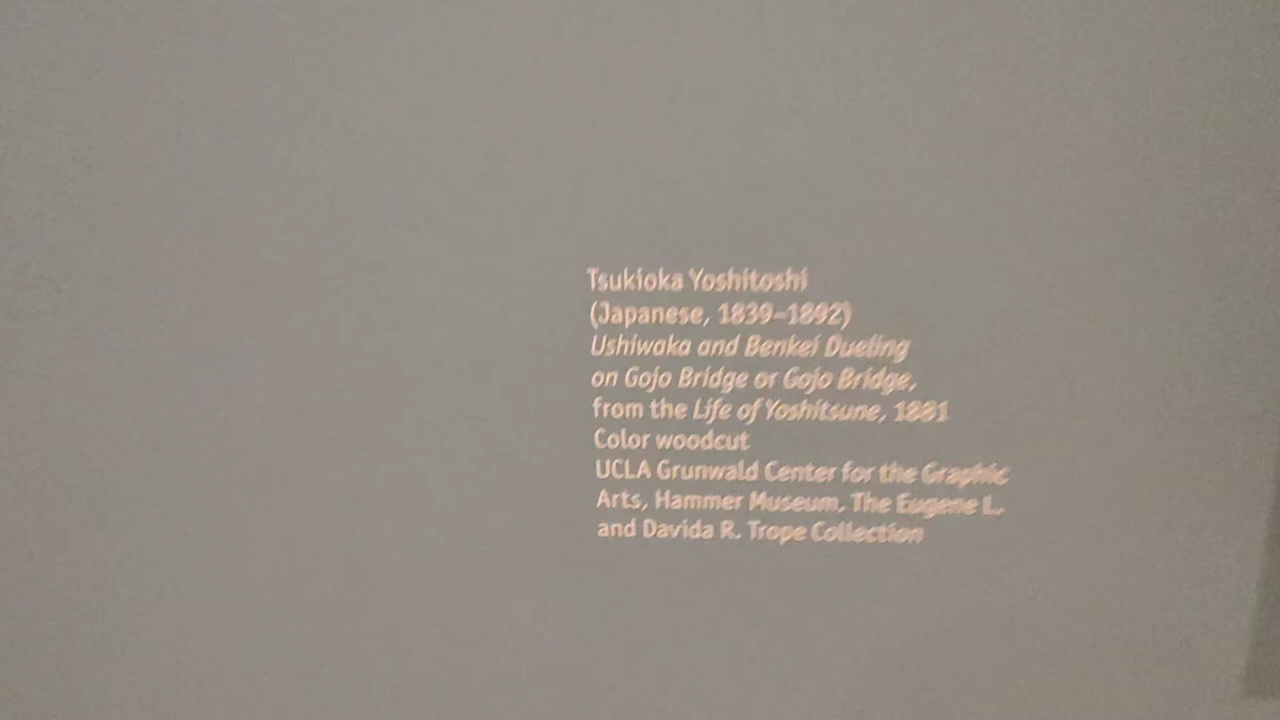 Tsukioka Yoshitoshi
(Japanese, 1839–1892)
Ushiwaka and Benkei Dueling
on Gojo Bridge or Gojo Bridge,
from the Life of Yoshitsune, 1881
Color woodcut
UCLA Grunwald Center for the Graphic
Arts, Hammer Museum. The Eugene L.
and Davida R. Trope Collection